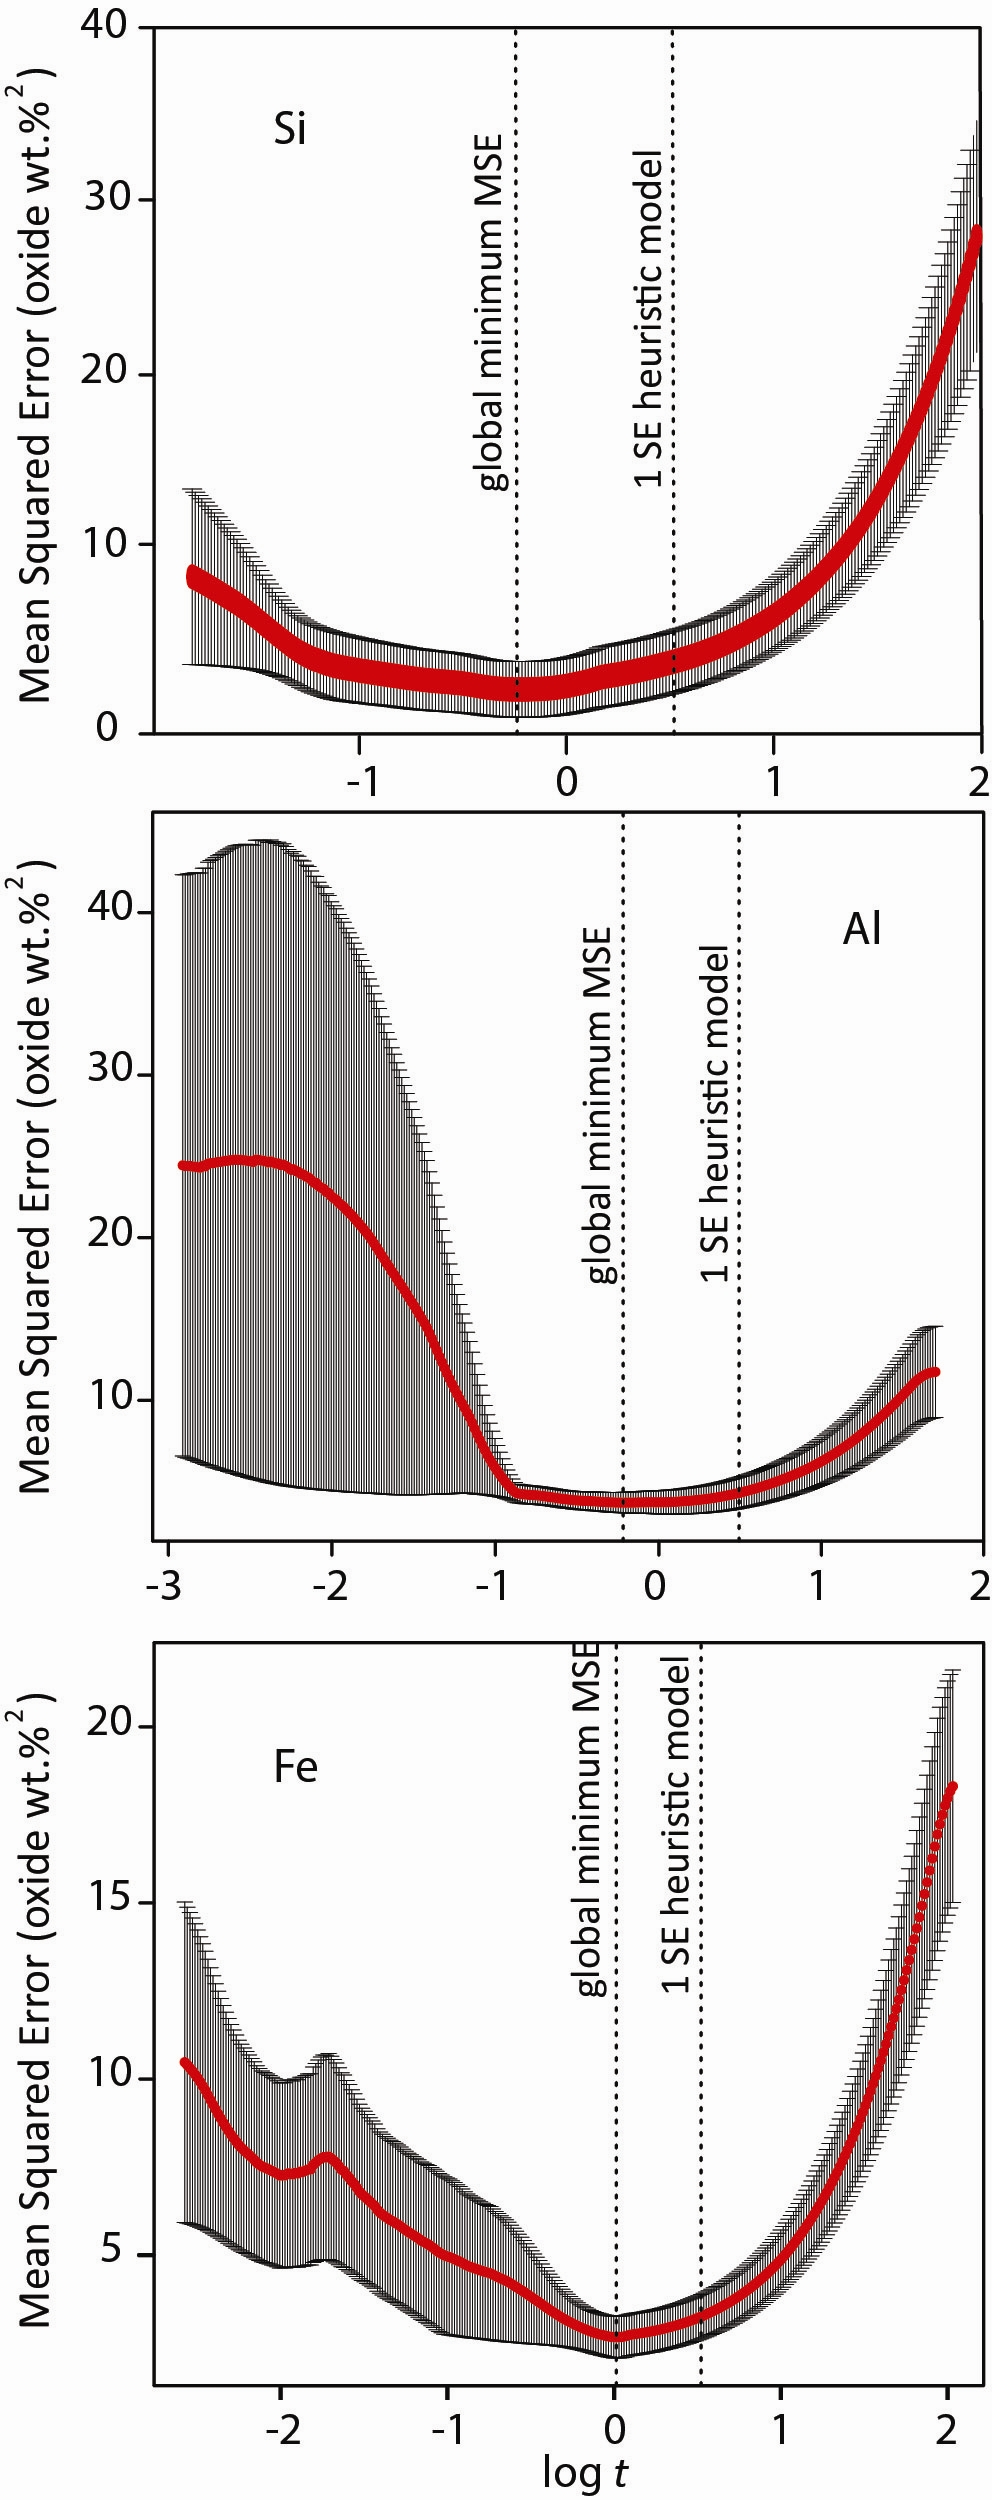 Mean Squared Error (oxide wt.%²)
40
30
20
10
0
Si
global minimum MSE
1 SE heuristic model
-1
0
1
2
Mean Squared Error (oxide wt.%²)
40
30
20
10
Al
global minimum MSE
1 SE heuristic model
-3
-2
-1
0
1
2
Mean Squared Error (oxide wt.%²)
20
15
10
5
Fe
global minimum MSE
1 SE heuristic model
-2
-1
0
1
2
log t